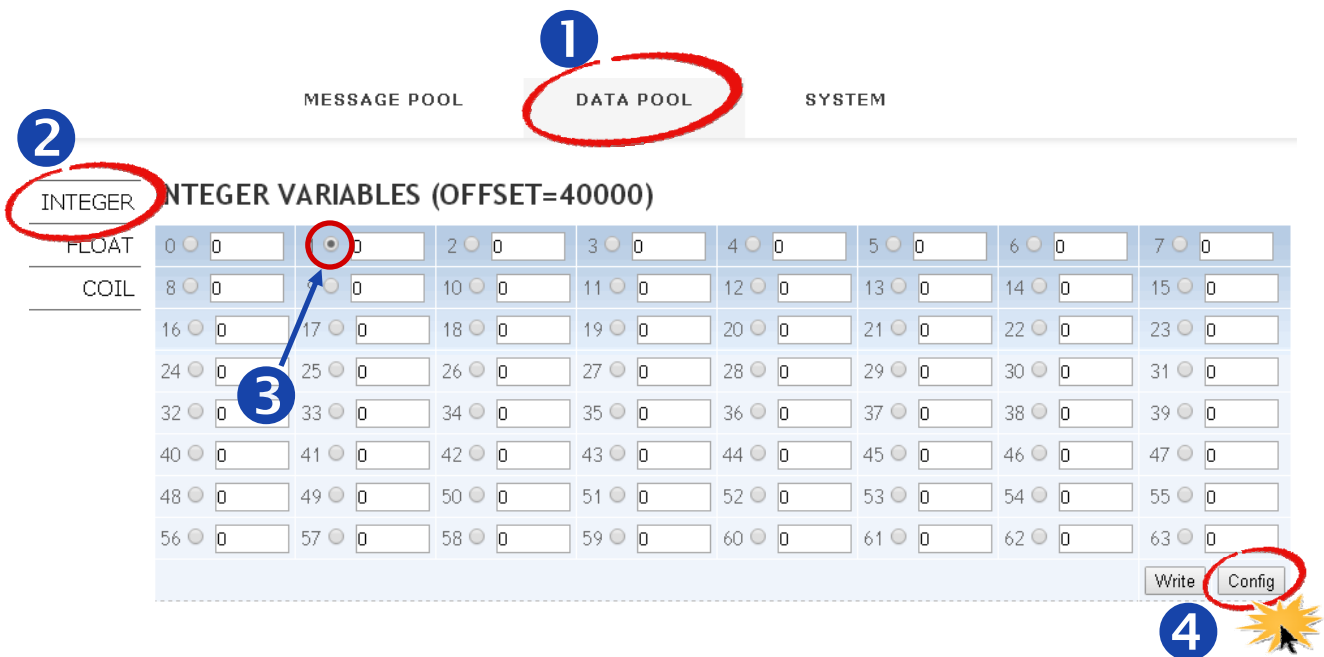 1
MESSAGE POOL DATA POOL SYSTEM
2
INTEGER
NTEGER VARIABLES (OFFSET=40000)
FLOAT
COIL
0 0 0 2 0 3 0 4 0 5 0 6 0 7 0
8 0 0 10 0 11 0 12 0 13 0 14 0 15 0
16 0 17 0 18 0 19 0 20 0 21 0 22 0 23 0
24 0 25 0 26 0 27 0 28 0 29 0 30 0 31 0
3
32 0 33 0 34 0 35 0 36 0 37 0 38 0 39 0
40 0 41 0 42 0 43 0 44 0 45 0 46 0 47 0
48 0 49 0 50 0 51 0 52 0 53 0 54 0 55 0
56 0 57 0 58 0 59 0 60 0 61 0 62 0 63 0
Write Config
4